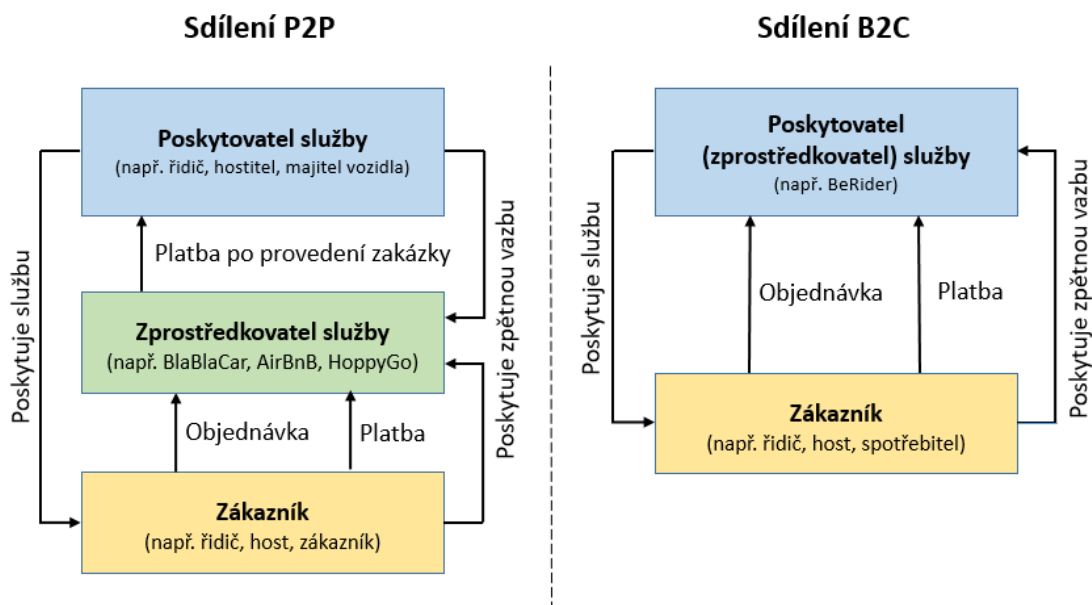 Sdílení P2P
Poskytovatel služby
(např. řidič, hostitel, majitel vozidla)
Platba po provedení zakázky
Poskytuje službu
Poskytuje zpětnou vazbu
Zprostředkovatel služby
(např. BlaBlaCar, AirBnB, HoppyGo)
Objednávka
Platba
Zákazník
(např. řidič, host, zákazník)
Sdílení B2C
Poskytovatel
(zprostředkovatel) služby
(např. BeRider)
Poskytuje službu
Objednávka
Platba
Poskytuje zpětnou vazbu
Zákazník
(např. řidič, host, spotřebitel)